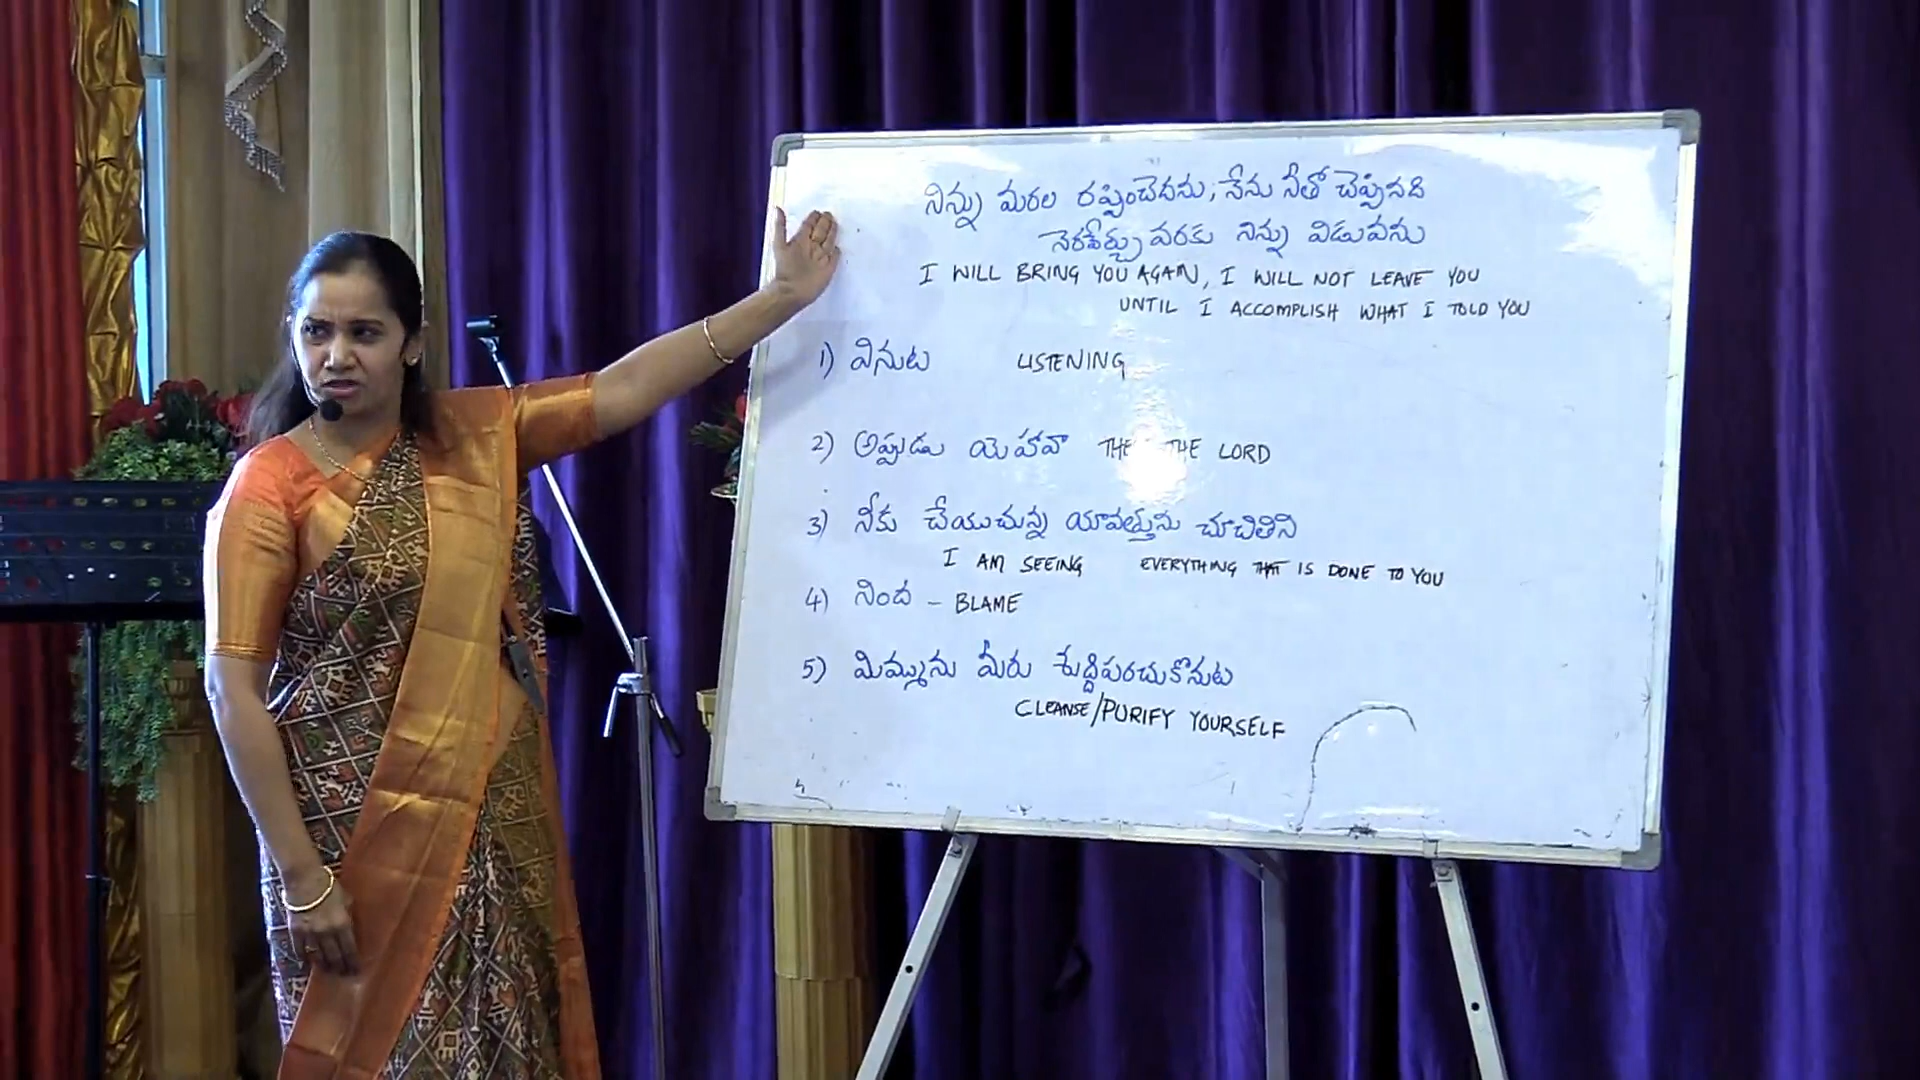 నిన్ను మరల రప్పించెదను, నేను నీతో చెప్పినది
నెరవేర్చు వరకు నిన్ను విడువను
I WILL BRING YOU AGAIN, I WILL NOT LEAVE YOU
UNTIL I ACCOMPLISH WHAT I TOLD YOU
1) వినుట LISTENING
2) అప్పుడు యెహోవా THE THE LORD
3) నీకు చేయుచున్న యావత్తును చూచితిని
I AM SEEING EVERYTHING THAT IS DONE TO YOU
4) నింద - BLAME
5) మిమ్మును మీరు శుద్ధిపరచుకొనుట
CLEANSE/PURIFY YOURSELF